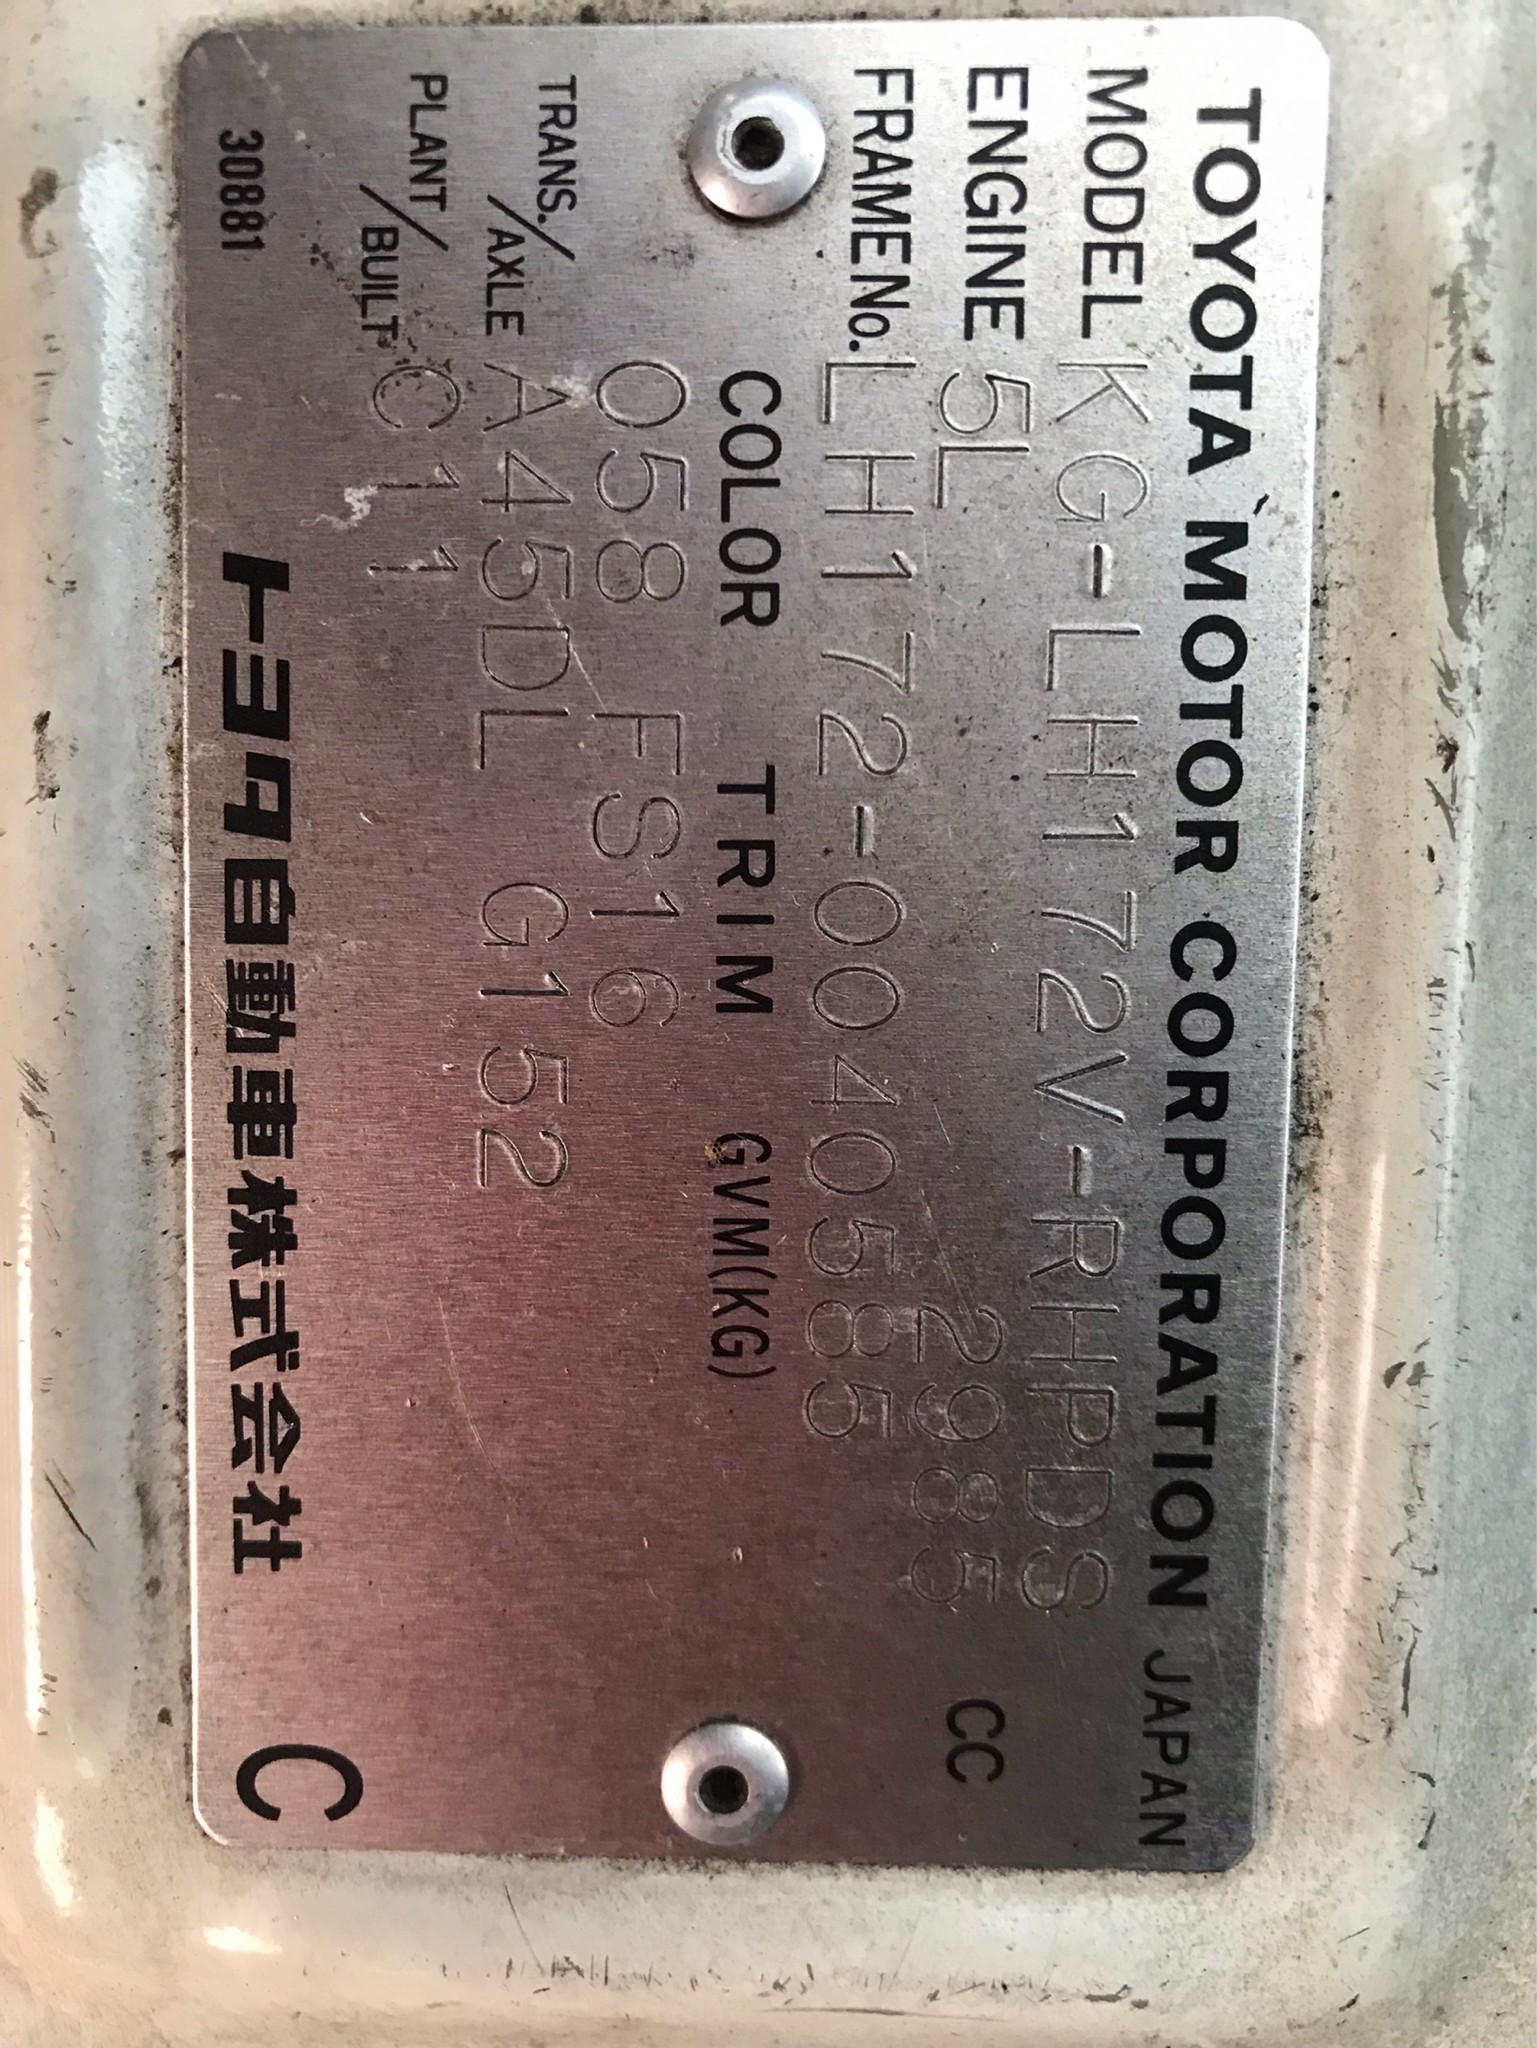 TOYOTA MOTOR CORPORATION JAPAN
MODEL KG-LH172V-RHPDS
ENGINE 5L 2985 CC
FRAME No. LH172-0040585
COLOR TRIM GVM(KG)
058 FS16
TRANS./AXLE A45DL G152
PLANT/BUILT C11
30881 トヨタ自動車株式会社 C